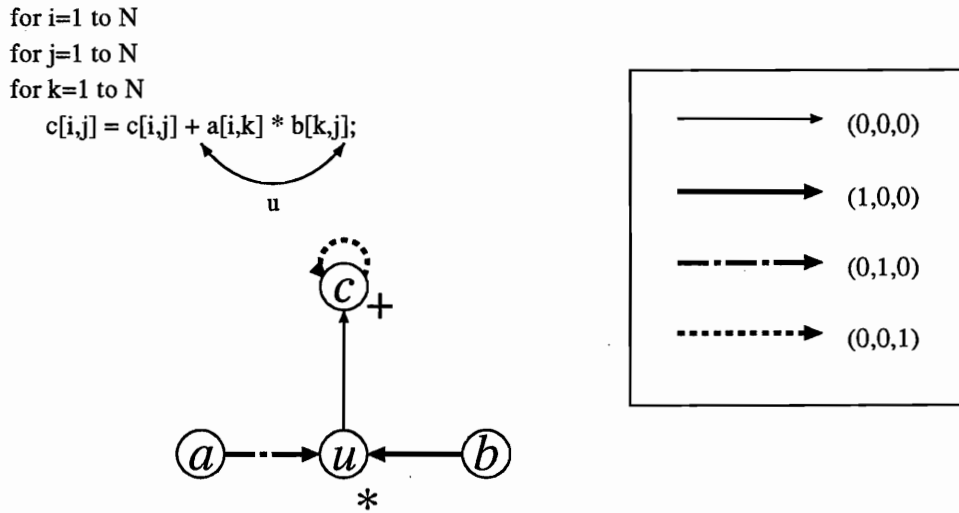 for i=1 to N
for j=1 to N
for k=1 to N
c[i,j] = c[i,j] + a[i,k] * b[k,j];
u
(0,0,0)
(1,0,0)
(0,1,0)
(0,0,1)
c
+
a
u
b
*